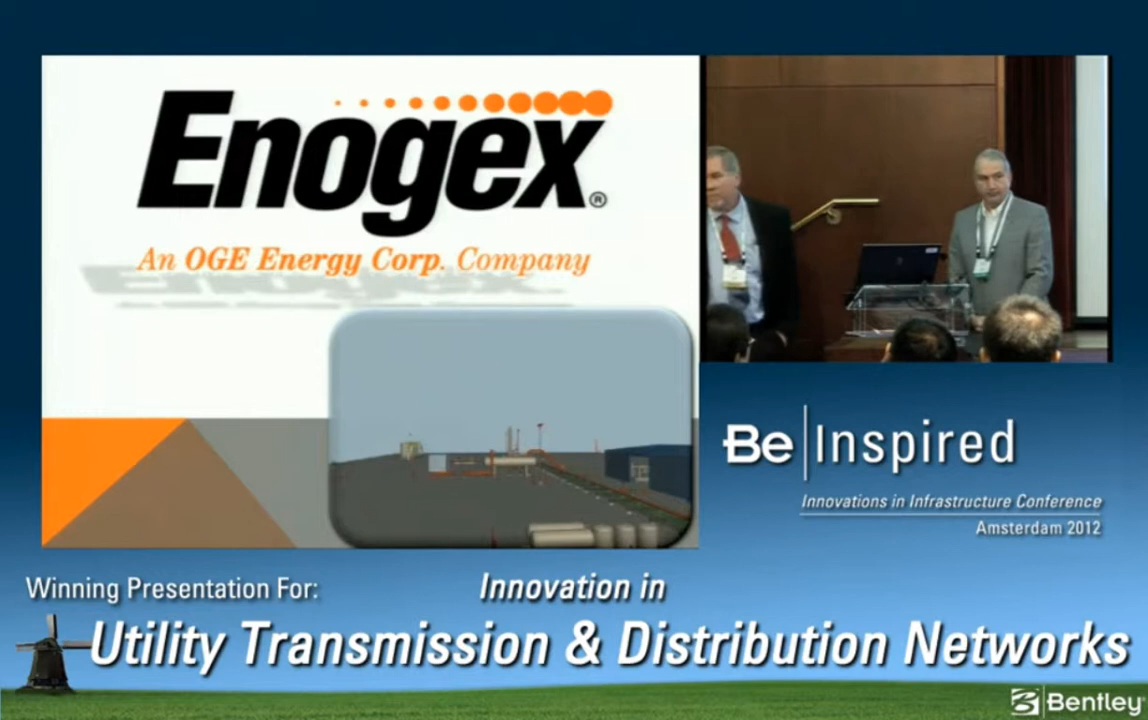 Enogex®
An OGE Energy Corp. Company
Be Inspired
Innovations in Infrastructure Conference
Amsterdam 2012
Winning Presentation For:
Innovation in
Utility Transmission & Distribution Networks
Bentley